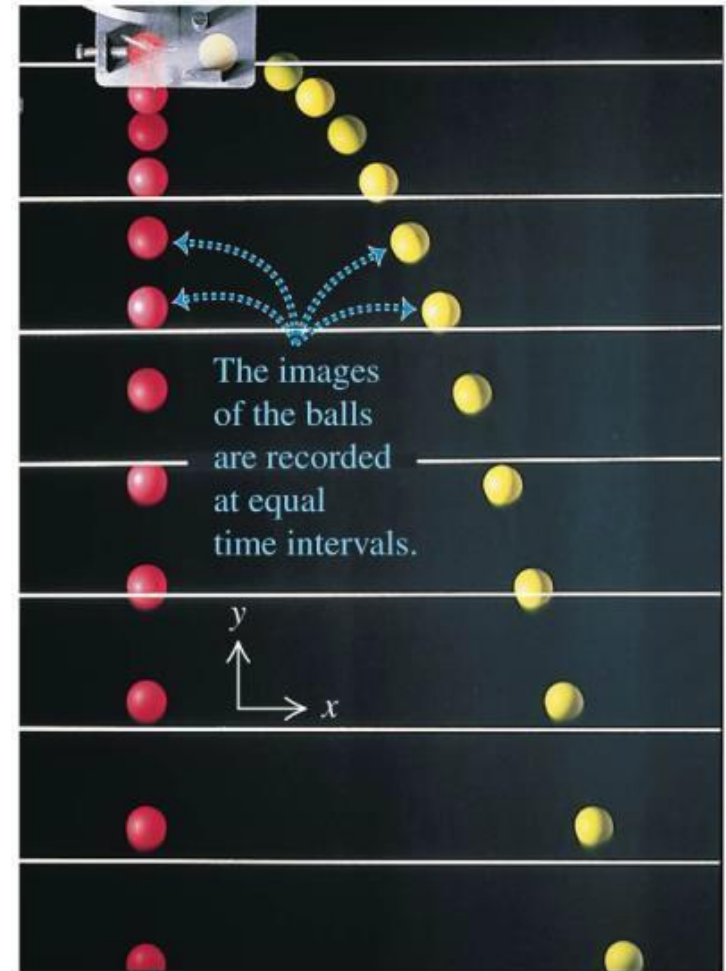 The images
of the balls
are recorded
at equal
time intervals.
y
x